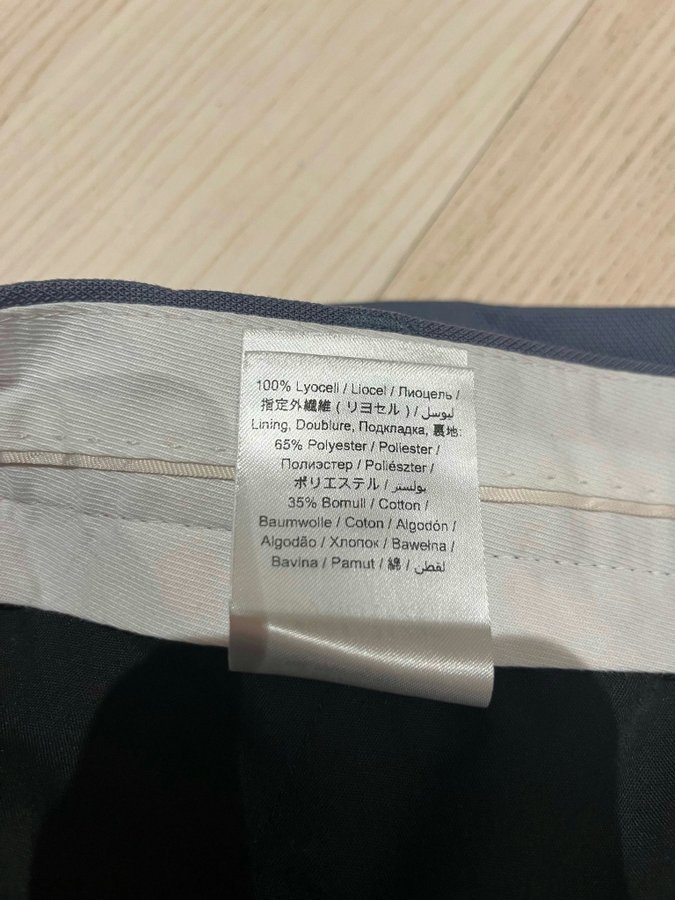 100% Lyocell / Liocel / Лиоцель /
指定外繊維 ( リヨセル ) / ليوسل /
Lining, Doublure, Подкладка, 裏地:
65% Polyester / Poliester /
Полиэстер / Poliészter /
ポリエステル / بولستر /
35% Bomull / Cotton /
Baumwolle / Coton / Algodón /
Algodão / Хлопок / Bawełna /
Bavlna / Pamut / 綿 / لقطن